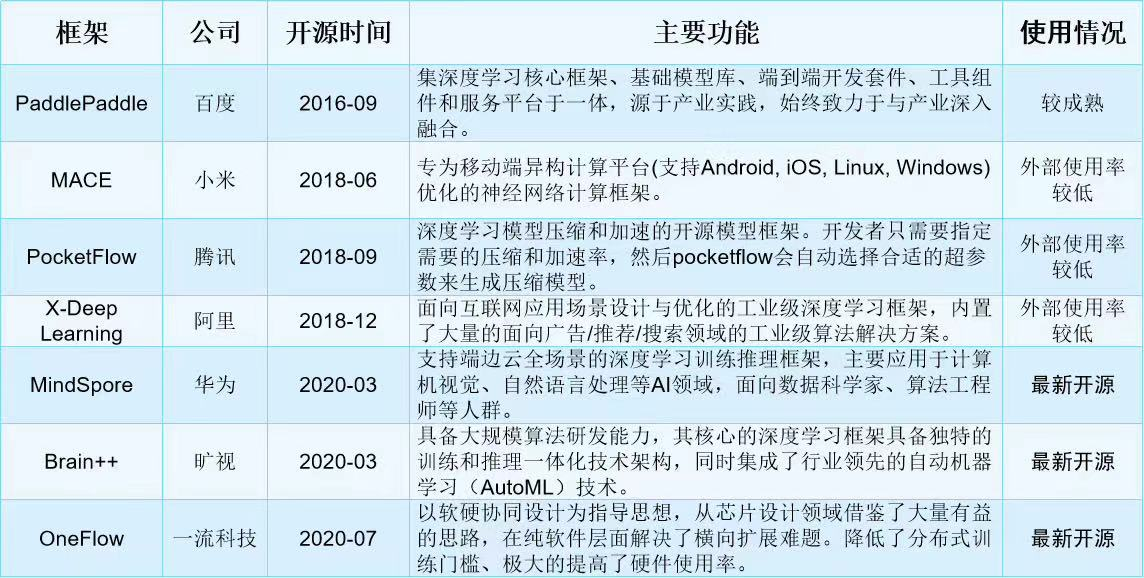 框架 公司 开源时间 主要功能 使用情况
PaddlePaddle 百度 2016-09 集深度学习核心框架、基础模型库、端到端开发套件、工具组
件和服务平台于一体，源于产业实践，始终致力于与产业深入
融合。 较成熟
MACE 小米 2018-06 专为移动端异构计算平台(支持Android, iOS, Linux, Windows)
优化的神经网络计算框架。 外部使用率
较低
PocketFlow 腾讯 2018-09 深度学习模型压缩和加速的开源模型框架。开发者只需要指定
需要的压缩和加速率，然后pocketflow会自动选择合适的超参
数来生成压缩模型。 外部使用率
较低
X-Deep
Learning 阿里 2018-12 面向互联网应用场景设计与优化的工业级深度学习框架，内置
了大量的面向广告/推荐/搜索领域的工业级算法解决方案。 外部使用率
较低
MindSpore 华为 2020-03 支持端边云全场景的深度学习训练推理框架，主要应用于计算
机视觉、自然语言处理等AI领域，面向数据科学家、算法工程
师等人群。 最新开源
Brain++ 旷视 2020-03 具备大规模算法研发能力，其核心的深度学习框架具备独特的
训练和推理一体化技术架构，同时集成了行业领先的自动机器
学习（AutoML）技术。 最新开源
OneFlow 一流科技 2020-07 以软硬协同设计为指导思想，从芯片设计领域借鉴了大量有益
的思路，在纯软件层面解决了横向扩展难题。降低了分布式训
练门槛、极大的提高了硬件使用率。 最新开源